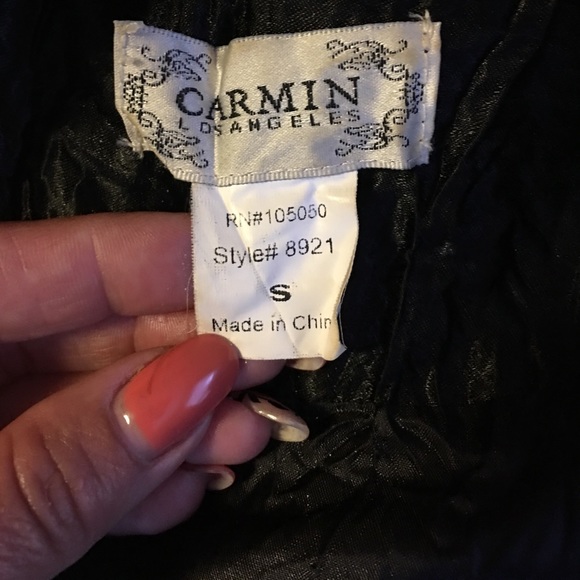 CARMIN
LOS ANGELES
RN#105050
Style# 8921
S
Made in Chin